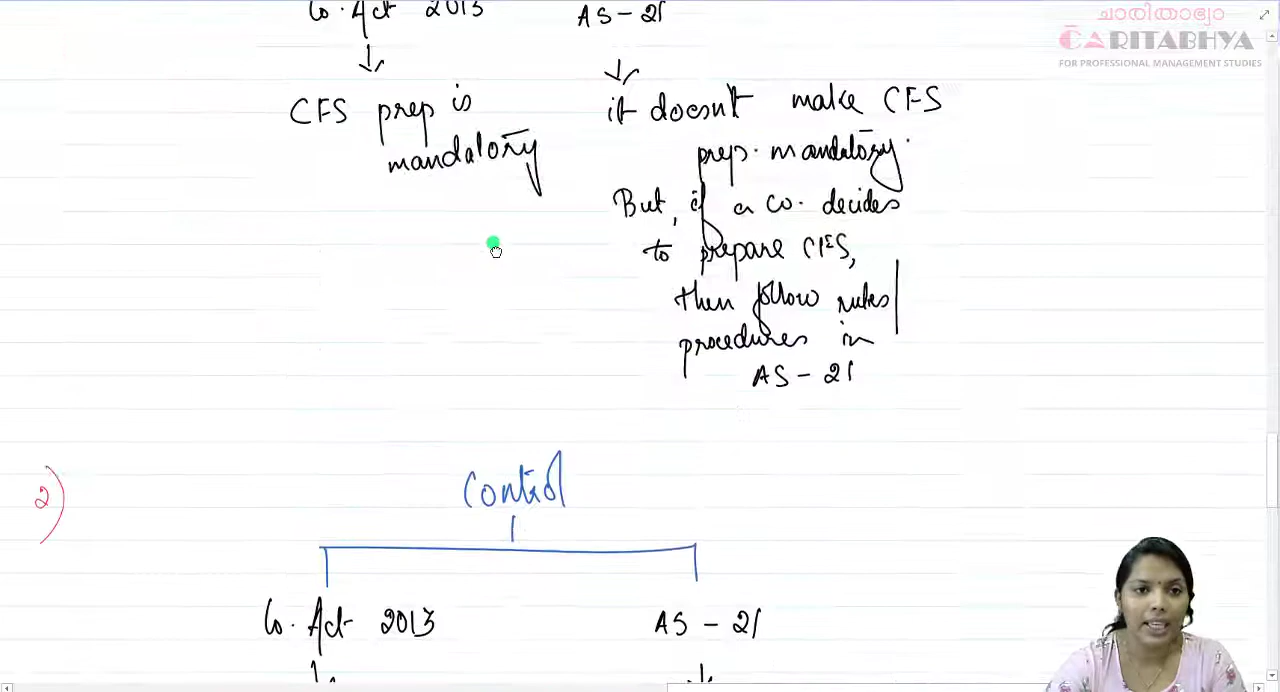 Co. Act 2013 AS-21
ചാരിതാഭ്യാ
CARITABHYA
FOR PROFESSIONAL MANAGEMENT STUDIES
CFS prep is
mandatory
it doesn't make CFS
prep. mandatory.
But, if a co. decides
to prepare CFS,
then follow rules/
procedures in
AS-21
2)
Control
Co. Act 2013 AS-21